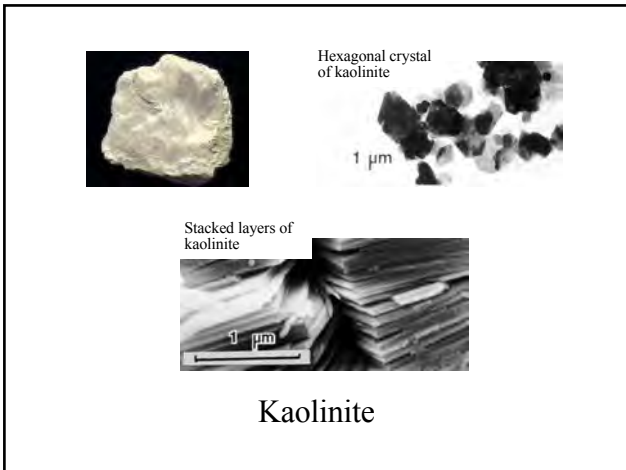 Hexagonal crystal
of kaolinite
1 µm
Stacked layers of
kaolinite
1 µm
Kaolinite